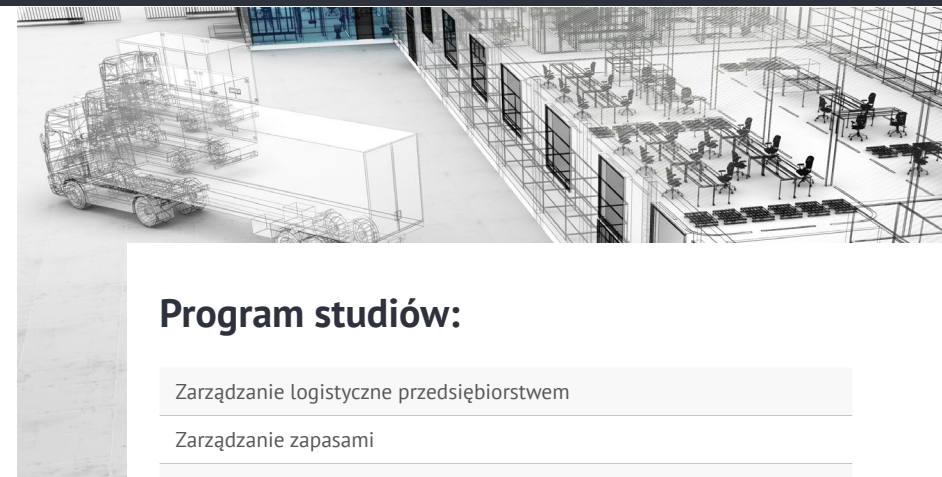 Program studiów:
Zarządzanie logistyczne przedsiębiorstwem
Zarządzanie zapasami